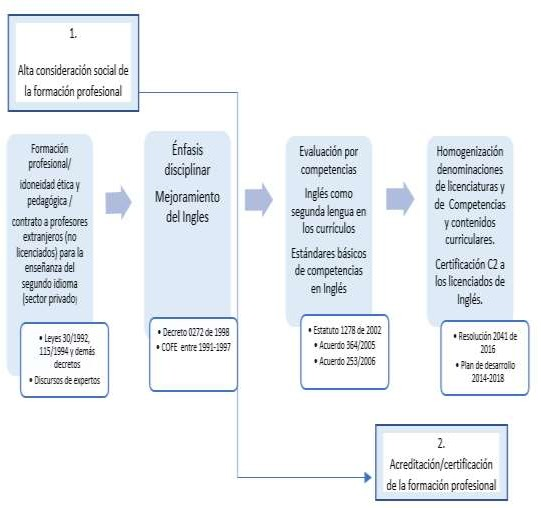 1.
Alta consideración social de
la formación profesional
Formación
profesional/
idoneidad ética y
pedagógica /
contrato a profesores
extranjeros (no
licenciados) para la
enseñanza del
segundo idioma
(sector privado)
• Leyes 30/1992,
115/1994 y demás
decretos
• Discursos de expertos
Énfasis
disciplinar
Mejoramiento
del Ingles
• Decreto 0272 de 1998
• COFE entre 1991-1997
Evaluación por
competencias
Inglés como
segunda lengua en
los currículos
Estándares básicos
de competencias
en Inglés
• Estatuto 1278 de 2002
• Acuerdo 364/2005
• Acuerdo 253/2006
Homogenización
denominaciones
de licenciaturas y
de Competencias
y contenidos
curriculares.
Certificación C2 a
los licenciados de
Inglés.
• Resolución 2041 de
2016
• Plan de desarrollo
2014-2018
2.
Acreditación/certificación
de la formación profesional